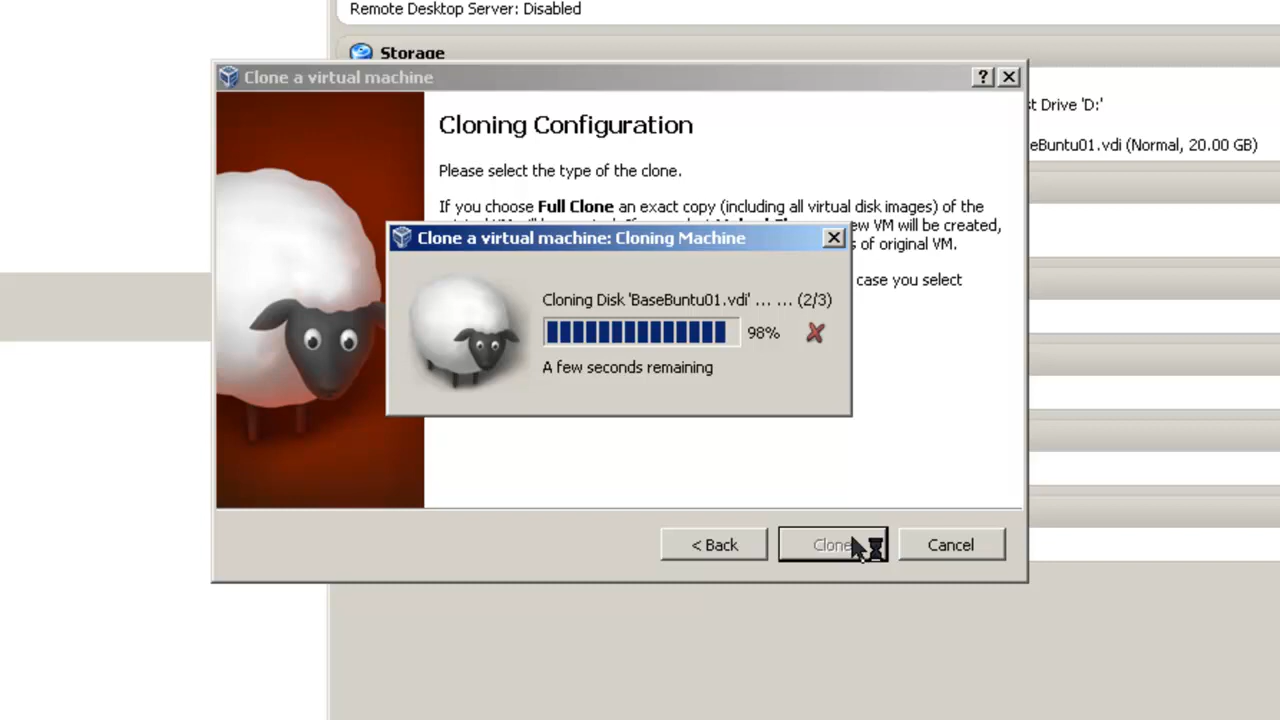 Remote Desktop Server: Disabled
Storage
Clone a virtual machine
?
st Drive 'D:'
Cloning Configuration
eBuntu01.vdi (Normal, 20.00 GB)
Please select the type of the clone.
If you choose Full Clone an exact copy (including all virtual disk images) of the
ew VM will be created,
Clone a virtual machine: Cloning Machine
s of original VM.
case you select
Cloning Disk 'BaseBuntu01.vdi' ... ... (2/3)
98%
A few seconds remaining
< Back
Clone
Cancel